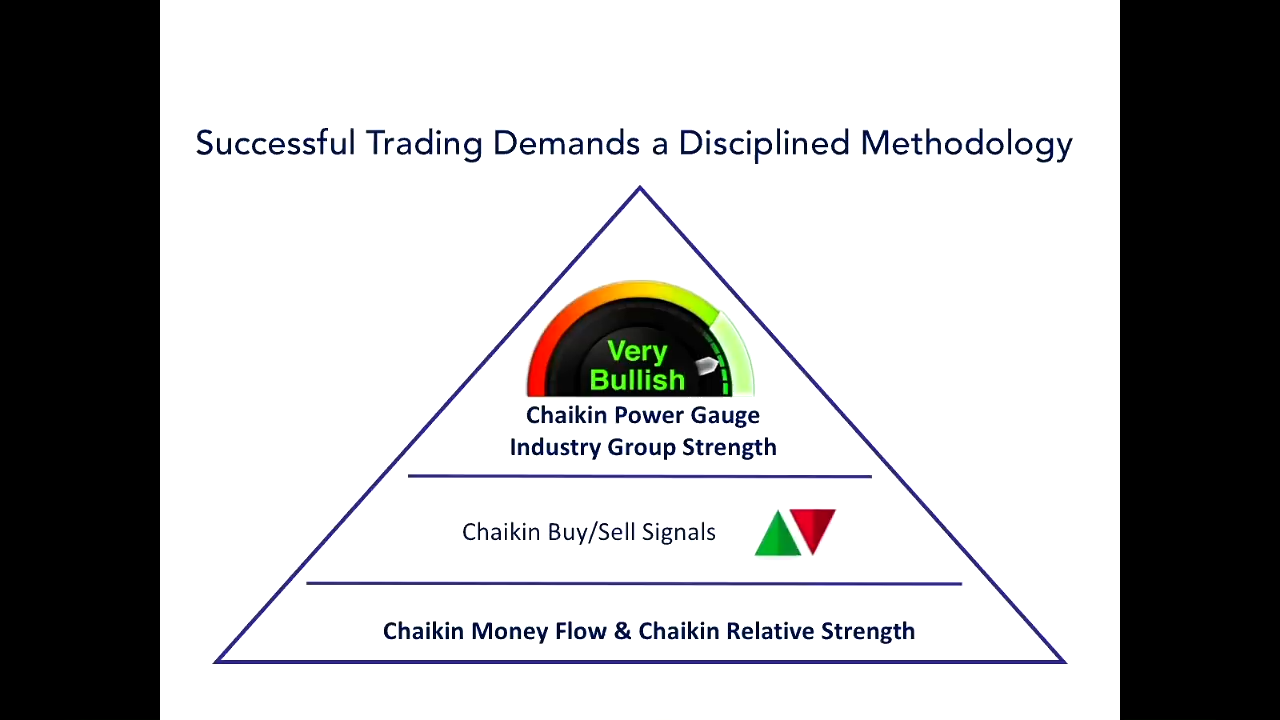 Successful Trading Demands a Disciplined Methodology
Very
Bullish
Chaikin Power Gauge
Industry Group Strength
Chaikin Buy/Sell Signals
Chaikin Money Flow & Chaikin Relative Strength